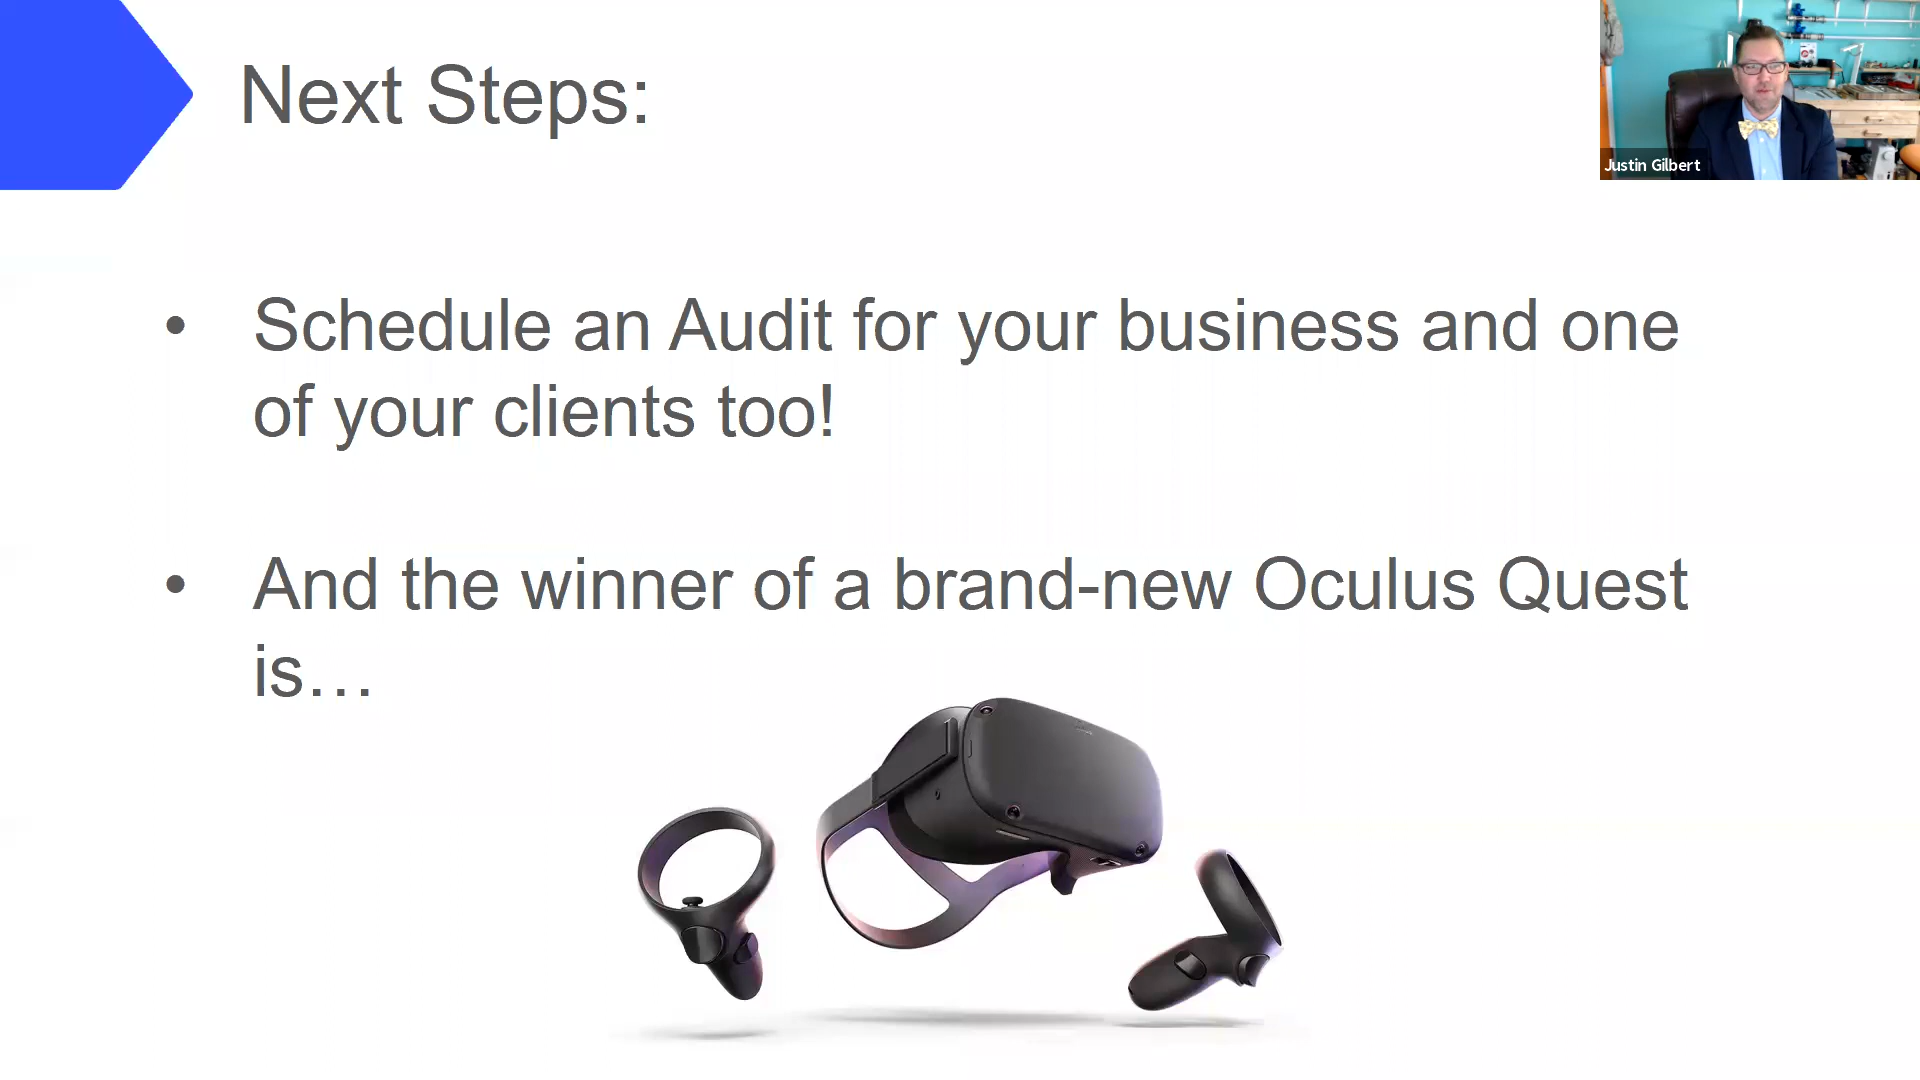 Next Steps:
Justin Gilbert
• Schedule an Audit for your business and one
of your clients too!
• And the winner of a brand-new Oculus Quest
is…